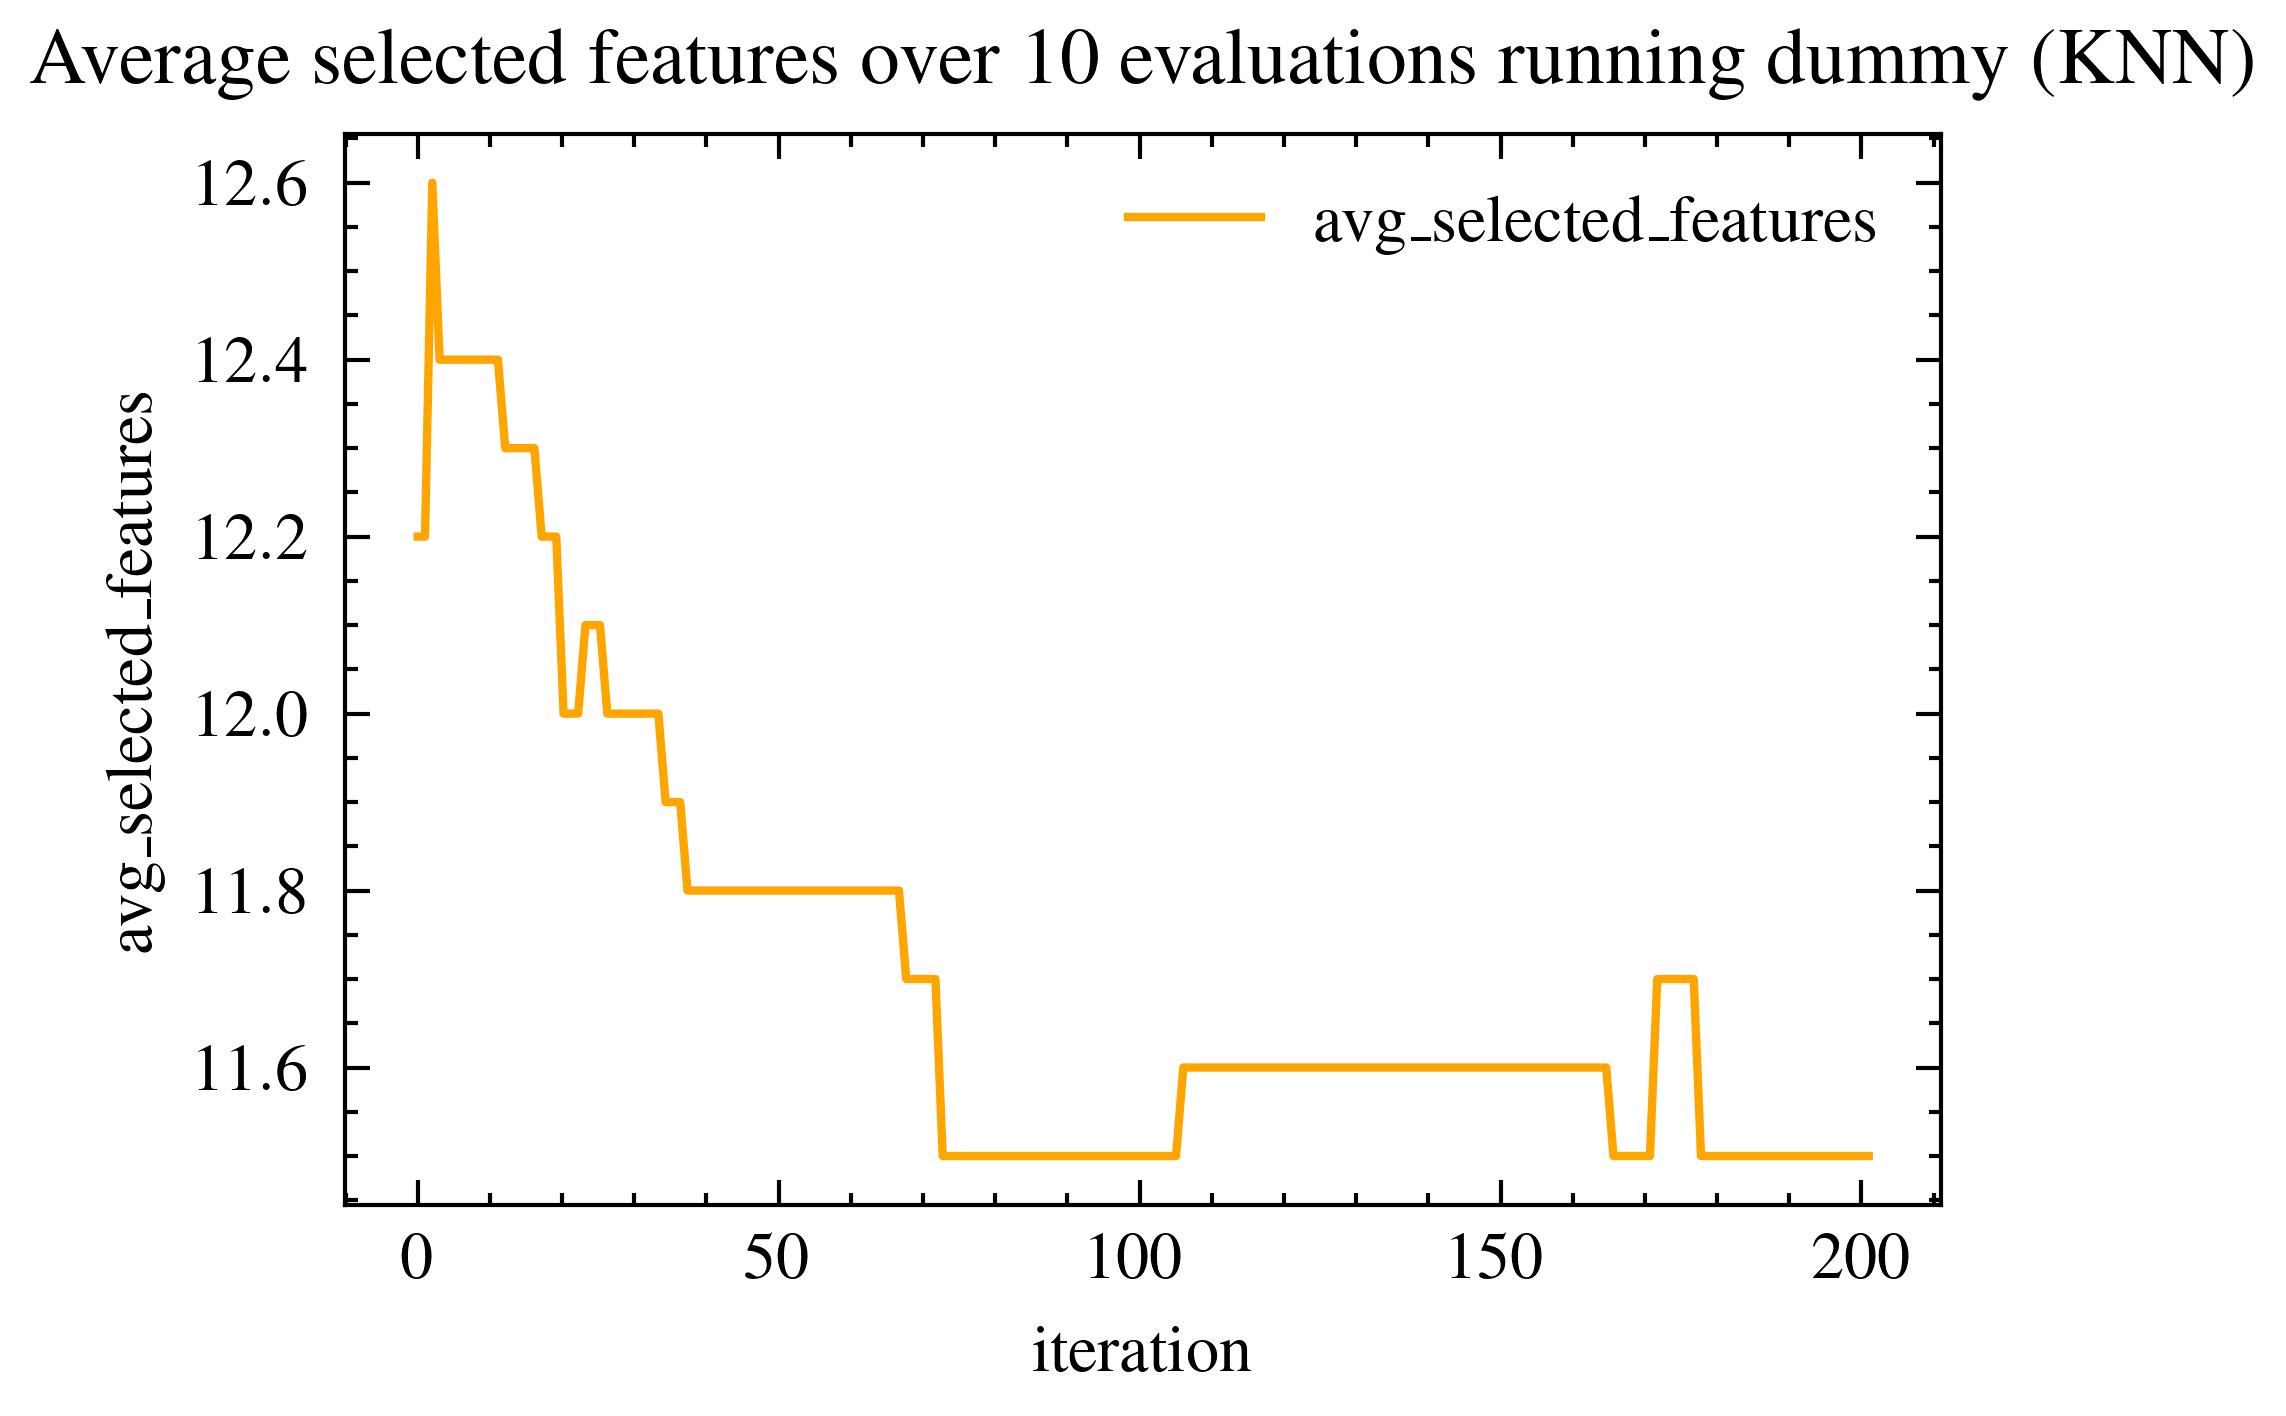 Average selected features over 10 evaluations running dummy (KNN)
avg_selected_features
12.6
12.4
12.2
12.0
11.8
11.6
avg_selected_features
0 50 100 150 200
iteration